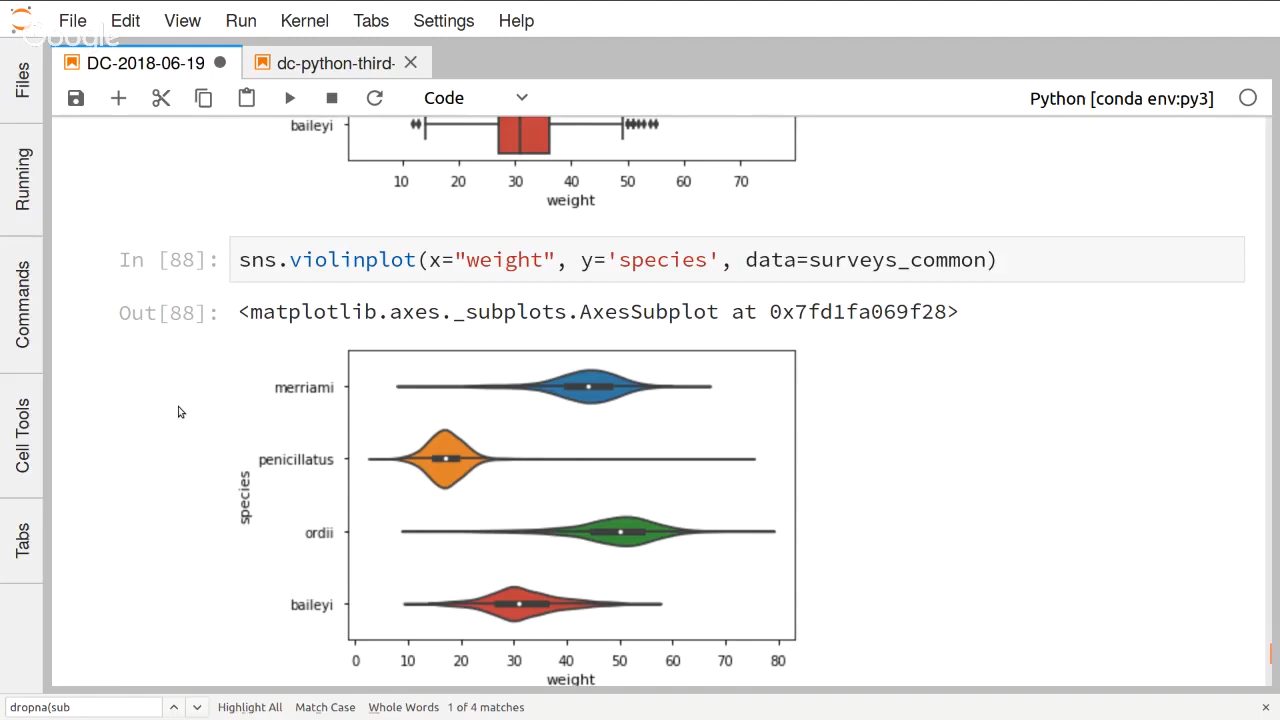 File Edit View Run Kernel Tabs Settings Help
Google
DC-2018-06-19
dc-python-third-
Code
Python [conda env:py3]
Files
Running
Commands
Cell Tools
Tabs
baileyi
10 20 30 40 50 60 70
weight
In [88]: sns.violinplot(x="weight", y='species', data=surveys_common)
Out[88]: <matplotlib.axes._subplots.AxesSubplot at 0x7fd1fa069f28>
merriami
penicillatus
species
ordii
baileyi
0 10 20 30 40 50 60 70 80
weight
dropna(sub Highlight All Match Case Whole Words 1 of 4 matches